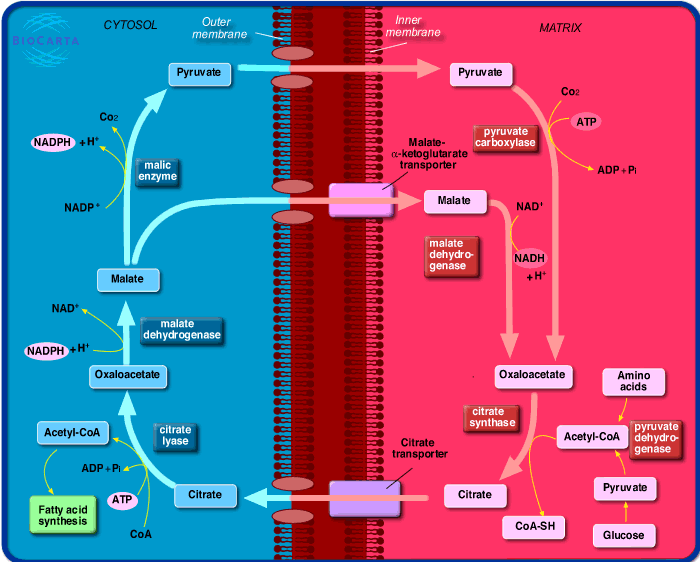 BIOCARTA
CYTOSOL
Outer
membrane
Inner
membrane
MATRIX
Pyruvate
Pyruvate
Co2
Co2
ATP
NADPH + H+
pyruvate
carboxylase
Malate-
α-ketoglutarate
transporter
malic
enzyme
ADP + Pi
NADP+
Malate
NAD+
malate
dehydro-
genase
NADH
+ H+
Malate
NAD+
malate
dehydrogenase
NADPH + H+
Oxaloacetate
Oxaloacetate
Amino
acids
citrate
synthase
Acetyl-CoA
citrate
lyase
Acetyl-CoA
pyruvate
dehydro-
genase
Citrate
transporter
ADP + Pi
ATP
Citrate
Citrate
Pyruvate
Fatty acid
synthesis
CoA
CoA-SH
Glucose